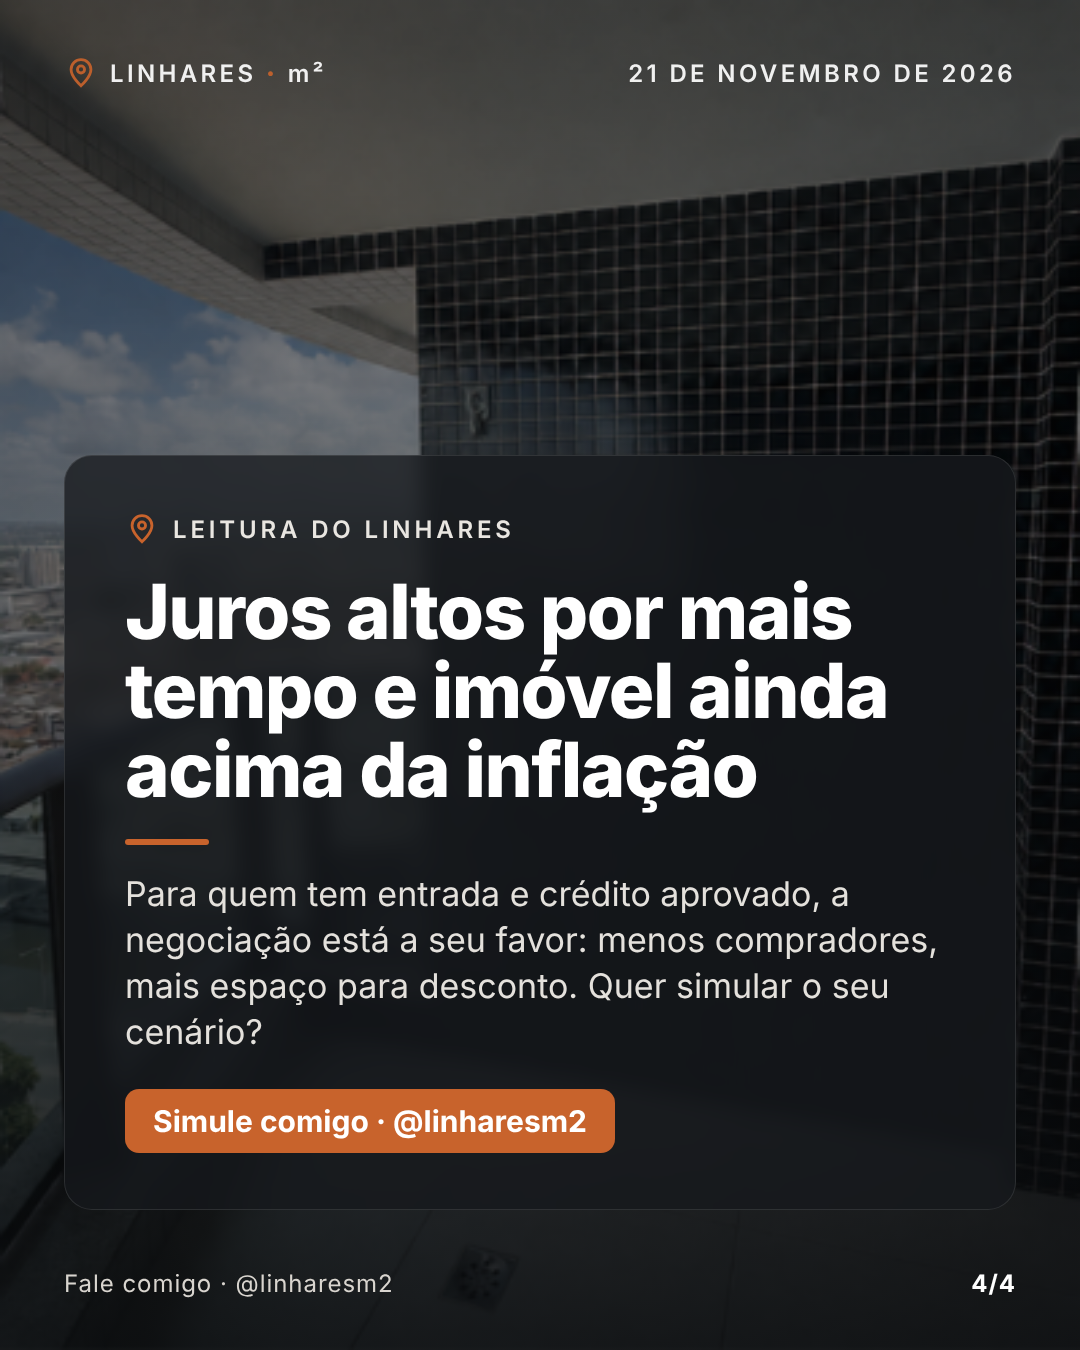 LINHARES · m²
21 DE NOVEMBRO DE 2026
LEITURA DO LINHARES
Juros altos por mais
tempo e imóvel ainda
acima da inflação
Para quem tem entrada e crédito aprovado, a
negociação está a seu favor: menos compradores,
mais espaço para desconto. Quer simular o seu
cenário?
Simule comigo · @linharesm2
Fale comigo · @linharesm2
4/4